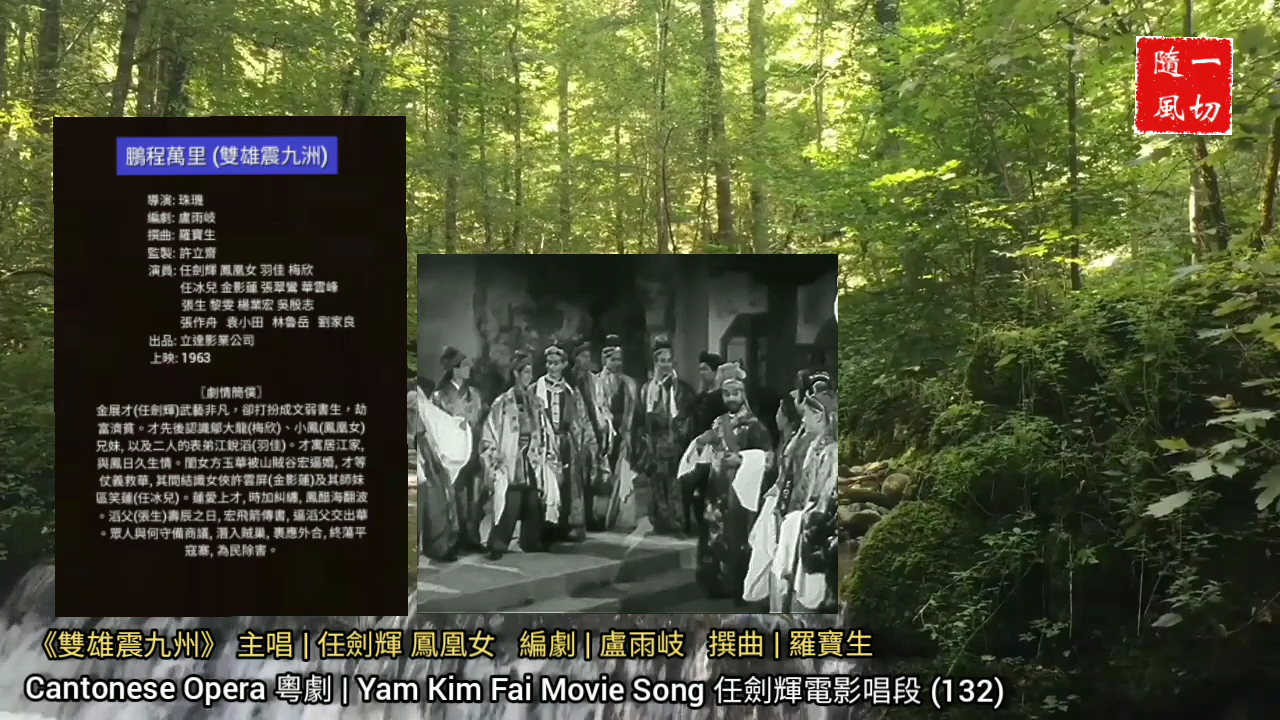 隨一
風切
鵬程萬里 (雙雄震九洲)
導演: 珠璣
編劇: 盧雨岐
撰曲: 羅寶生
監製: 許立齋
演員: 任劍輝 鳳凰女 羽佳 梅欣
任冰兒 金影蓮 張翠鸞 華雲峰
張生 黎雯 楊業宏 吳殷志
張作舟 袁小田 林魯岳 劉家良
出品: 立達影業公司
上映: 1963
〔劇情簡僕〕
金展才(任劍輝)武藝非凡，卻打扮成文弱書生，劫
富濟貧。才先後認識鄔大龍(梅欣)、小鳳(鳳凰女)
兄妹, 以及二人的表弟江銳滔(羽佳)。才寓居江家,
與鳳日久生情。閨女方玉華被山賊谷宏逼婚, 才等
仗義救華, 其間結識女俠許雲屏(金影蓮)及其師妹
區笑蓮(任冰兒)。蓮愛上才, 時加糾纏, 鳳醋海翻波
。滔父(張生)壽辰之日, 宏飛箭傳書, 逼滔父交出華
。眾人與何守備商議, 潛入賊巢, 裏應外合, 終蕩平
寇寨, 為民除害。
《雙雄震九州》 主唱 | 任劍輝 鳳凰女 編劇 | 盧雨岐 撰曲 | 羅寶生
Cantonese Opera 粵劇 | Yam Kim Fai Movie Song 任劍輝電影唱段 (132)